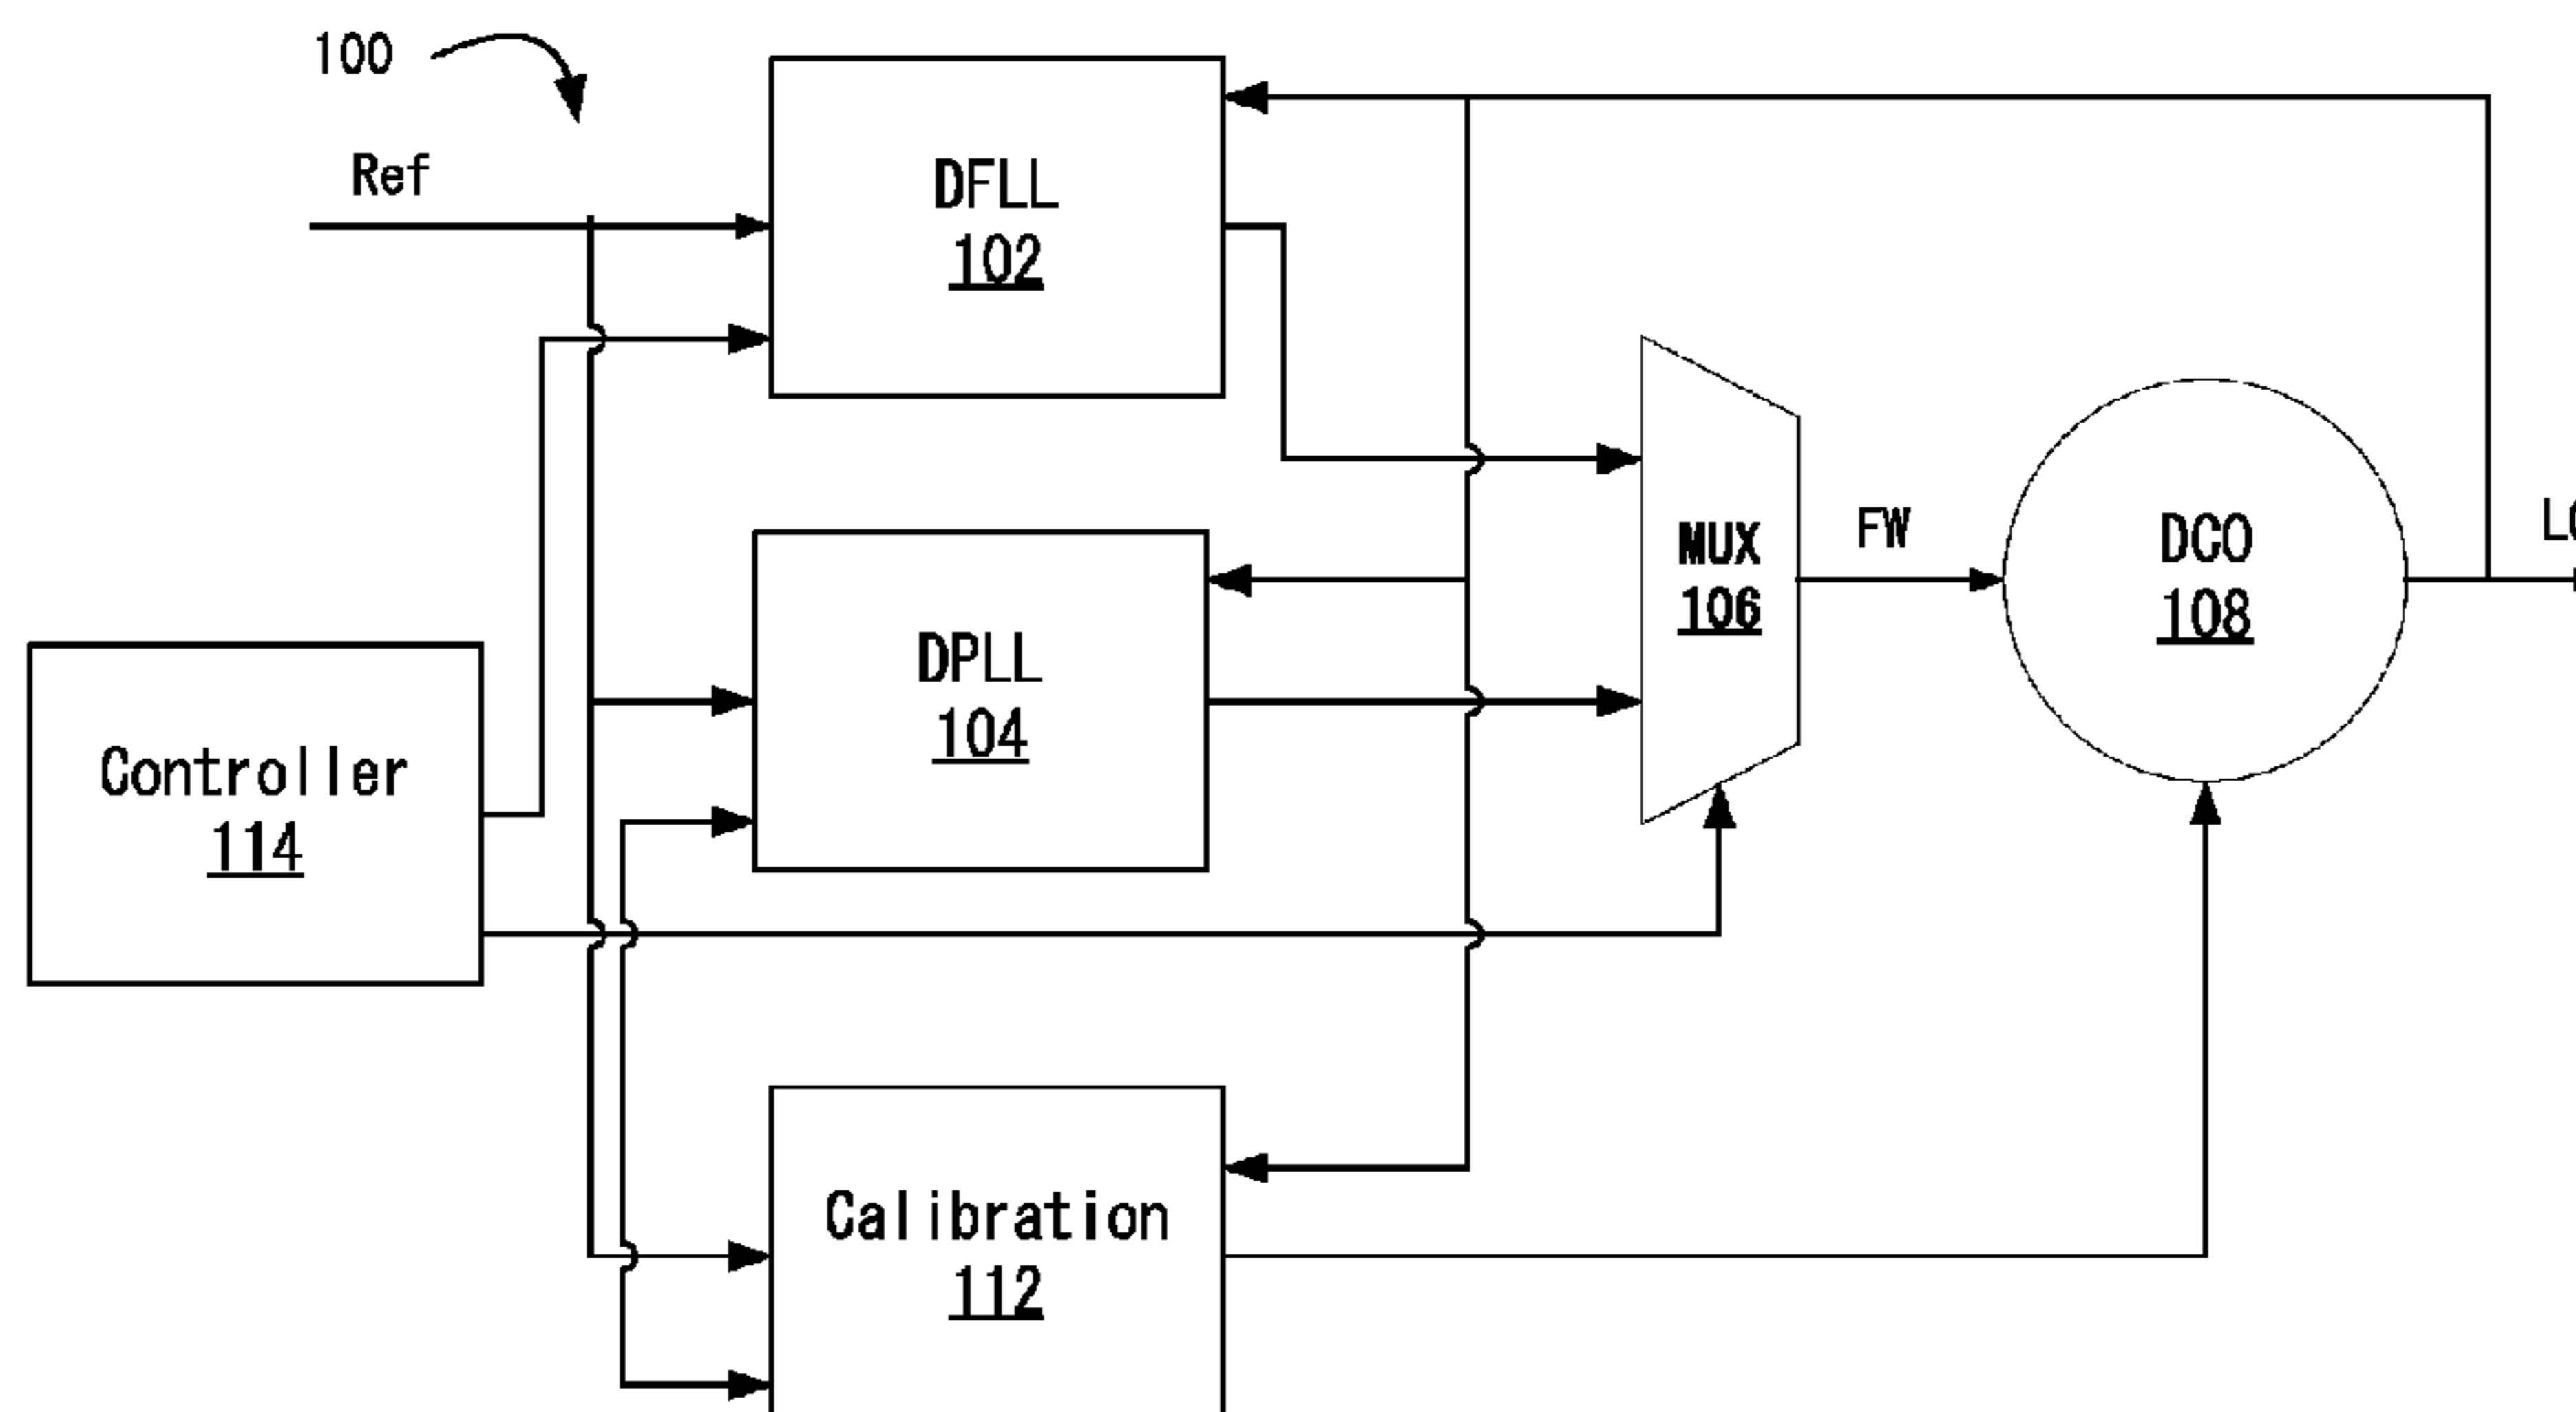 100
Ref
DFLL
102
MUX
106
FW
DCO
108
DPLL
104
Controller
114
Calibration
112